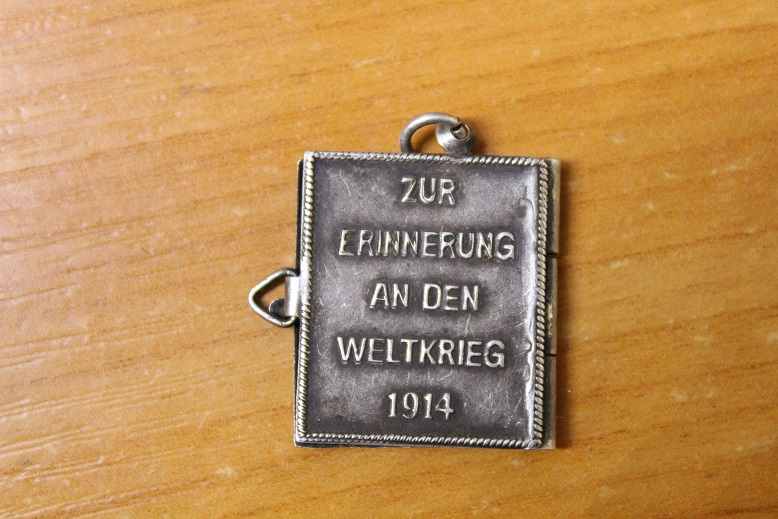 ZUR
ERINNERUNG
AN DEN
WELTKRIEG
1914